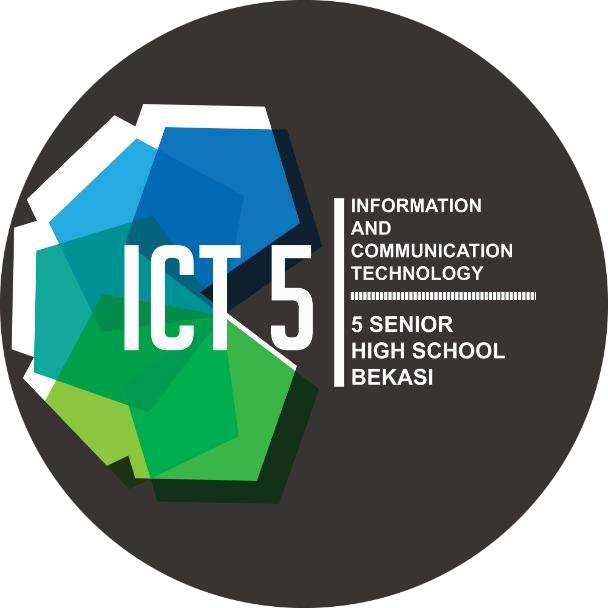 ICT 5
INFORMATION
AND
COMMUNICATION
TECHNOLOGY
5 SENIOR
HIGH SCHOOL
BEKASI